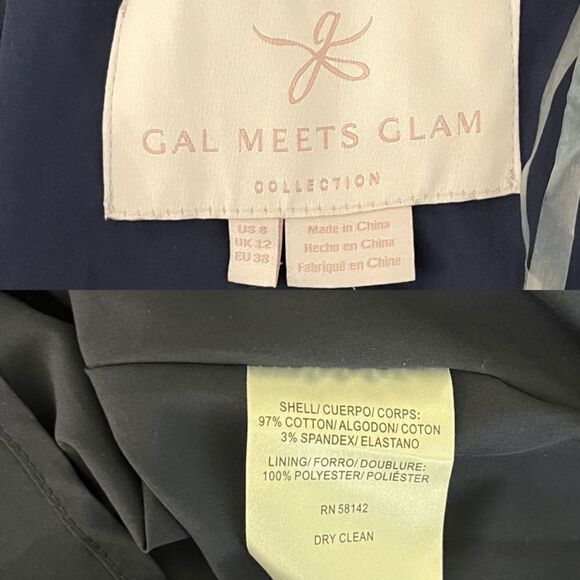 g
GAL MEETS GLAM
COLLECTION
US 8
UK 12
EU 38
Made in China
Hecho en China
Fabriqué en Chine
SHELL/ CUERPO/ CORPS:
97% COTTON/ ALGODON/ COTON
3% SPANDEX/ ELASTANO
LINING/ FORRO/ DOUBLURE:
100% POLYESTER/ POLIÉSTER
RN 58142
DRY CLEAN